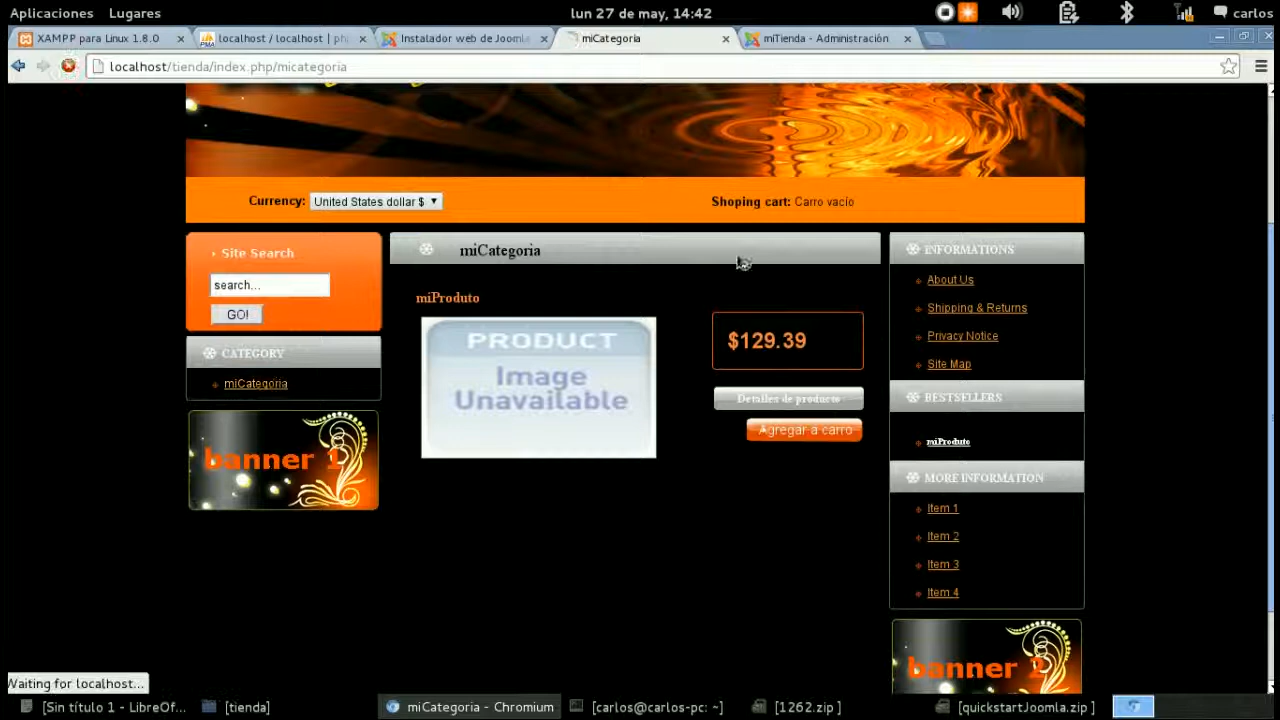 Aplicaciones Lugares lun 27 de may, 14:42 carlos
XAMPP para Linux 1.8.0 localhost / localhost | ph Instalador web de Joomla miCategoria miTienda - Administración
localhost/tienda/index.php/micategoria
Currency: United States dollar $ Shoping cart: Carro vacío
Site Search
search...
GO!
CATEGORY
miCategoria
banner 1
miCategoria
miProduto
PRODUCT
Image
Unavailable
$129.39
Detalles de producto
Agregar a carro
INFORMATIONS
About Us
Shipping & Returns
Privacy Notice
Site Map
BESTSELLERS
miProduto
MORE INFORMATION
Item 1
Item 2
Item 3
Item 4
banner 2
Waiting for localhost...
[Sin título 1 - LibreOf... [tienda] miCategoria - Chromium [carlos@carlos-pc: ~] [1262.zip ] [quickstartJoomla.zip ]